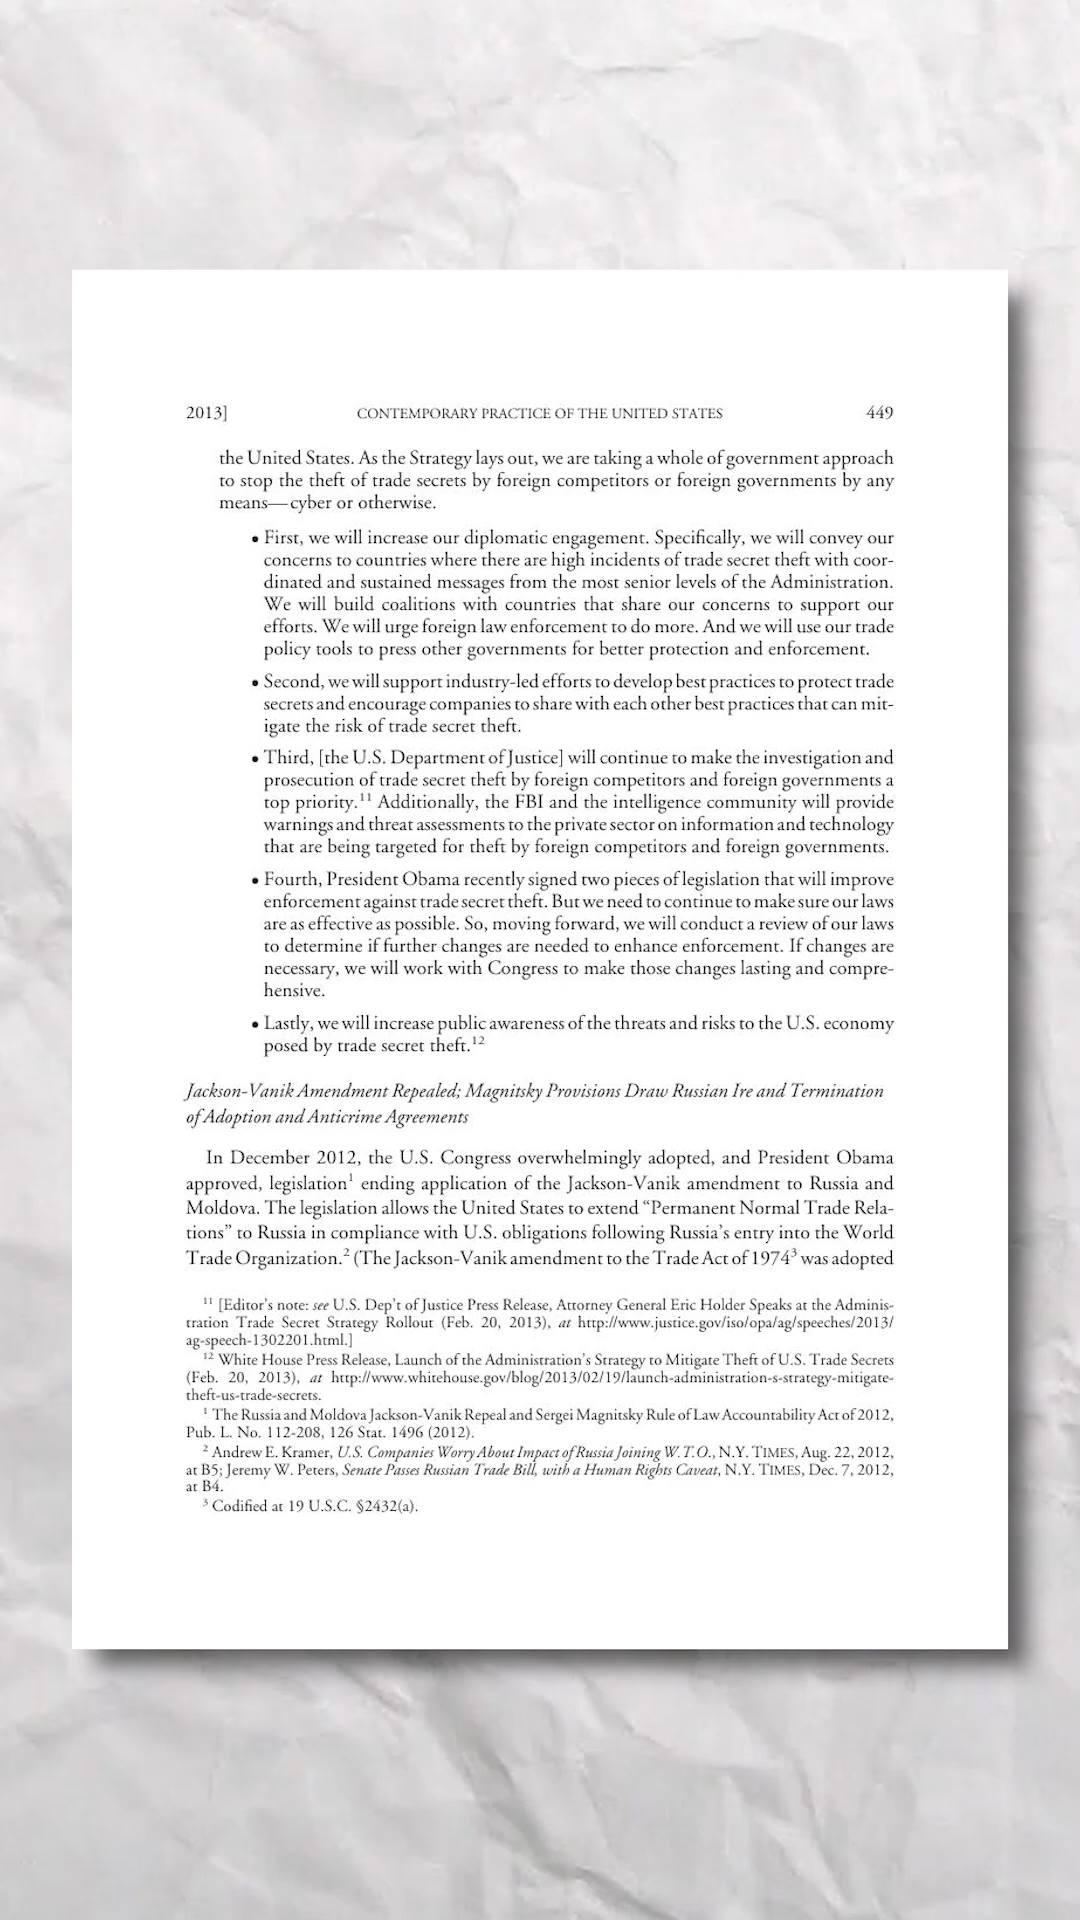 2013] CONTEMPORARY PRACTICE OF THE UNITED STATES 449
the United States. As the Strategy lays out, we are taking a whole of government approach
to stop the theft of trade secrets by foreign competitors or foreign governments by any
means—cyber or otherwise.
• First, we will increase our diplomatic engagement. Specifically, we will convey our
concerns to countries where there are high incidents of trade secret theft with coor-
dinated and sustained messages from the most senior levels of the Administration.
We will build coalitions with countries that share our concerns to support our
efforts. We will urge foreign law enforcement to do more. And we will use our trade
policy tools to press other governments for better protection and enforcement.
• Second, we will support industry-led efforts to develop best practices to protect trade
secrets and encourage companies to share with each other best practices that can mit-
igate the risk of trade secret theft.
• Third, [the U.S. Department of Justice] will continue to make the investigation and
prosecution of trade secret theft by foreign competitors and foreign governments a
top priority.¹¹ Additionally, the FBI and the intelligence community will provide
warnings and threat assessments to the private sector on information and technology
that are being targeted for theft by foreign competitors and foreign governments.
• Fourth, President Obama recently signed two pieces of legislation that will improve
enforcement against trade secret theft. But we need to continue to make sure our laws
are as effective as possible. So, moving forward, we will conduct a review of our laws
to determine if further changes are needed to enhance enforcement. If changes are
necessary, we will work with Congress to make those changes lasting and compre-
hensive.
• Lastly, we will increase public awareness of the threats and risks to the U.S. economy
posed by trade secret theft.¹²
Jackson-Vanik Amendment Repealed; Magnitsky Provisions Draw Russian Ire and Termination
of Adoption and Anticrime Agreements
In December 2012, the U.S. Congress overwhelmingly adopted, and President Obama
approved, legislation¹ ending application of the Jackson-Vanik amendment to Russia and
Moldova. The legislation allows the United States to extend “Permanent Normal Trade Rela-
tions” to Russia in compliance with U.S. obligations following Russia’s entry into the World
Trade Organization.² (The Jackson-Vanik amendment to the Trade Act of 1974³ was adopted
¹¹ [Editor’s note: see U.S. Dep’t of Justice Press Release, Attorney General Eric Holder Speaks at the Adminis-
tration Trade Secret Strategy Rollout (Feb. 20, 2013), at http://www.justice.gov/iso/opa/ag/speeches/2013/
ag-speech-1302201.html.]
¹² White House Press Release, Launch of the Administration’s Strategy to Mitigate Theft of U.S. Trade Secrets
(Feb. 20, 2013), at http://www.whitehouse.gov/blog/2013/02/19/launch-administration-s-strategy-mitigate-
theft-us-trade-secrets.
¹ The Russia and Moldova Jackson-Vanik Repeal and Sergei Magnitsky Rule of Law Accountability Act of 2012,
Pub. L. No. 112-208, 126 Stat. 1496 (2012).
² Andrew E. Kramer, U.S. Companies Worry About Impact of Russia Joining W.T.O., N.Y. TIMES, Aug. 22, 2012,
at B5; Jeremy W. Peters, Senate Passes Russian Trade Bill, with a Human Rights Caveat, N.Y. TIMES, Dec. 7, 2012,
at B4.
³ Codified at 19 U.S.C. §2432(a).